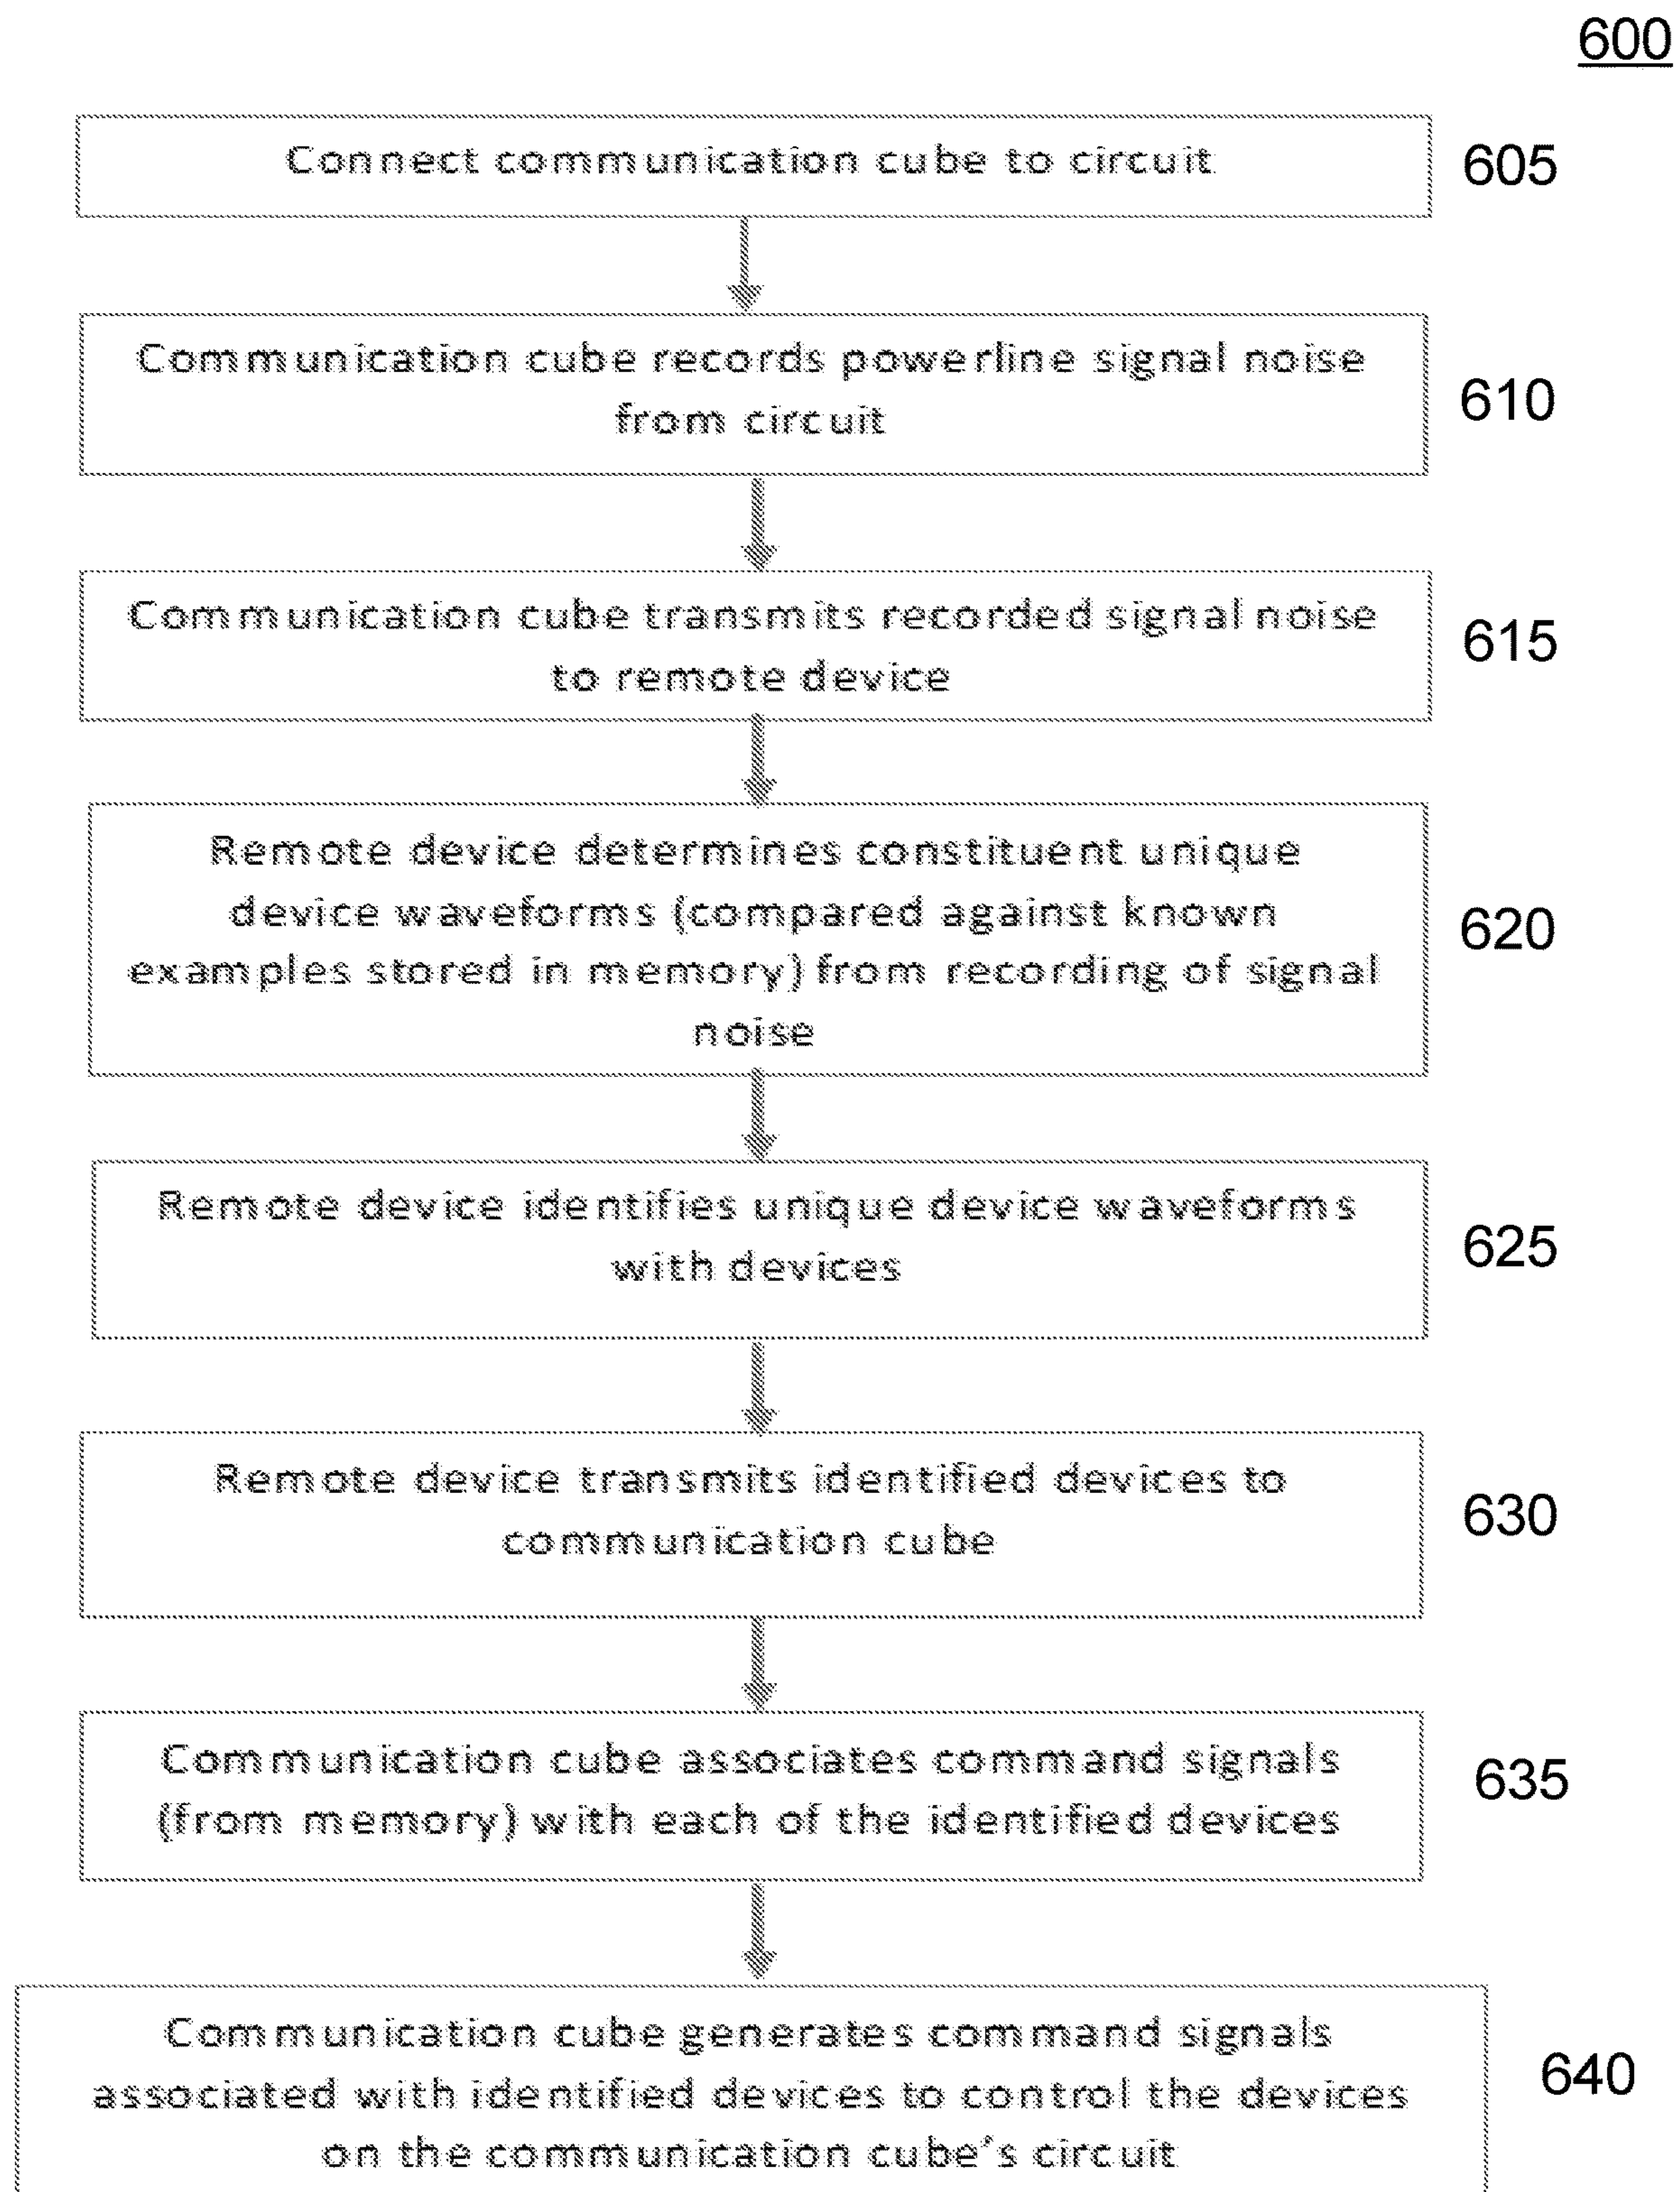 600
Connect communication cube to circuit
605
Communication cube records powerline signal noise
from circuit
610
Communication cube transmits recorded signal noise
to remote device
615
Remote device determines constituent unique
device waveforms (compared against known
examples stored in memory) from recording of signal
noise
620
Remote device identifies unique device waveforms
with devices
625
Remote device transmits identified devices to
communication cube
630
Communication cube associates command signals
(from memory) with each of the identified devices
635
Communication cube generates command signals
associated with identified devices to control the devices
on the communication cube's circuit
640